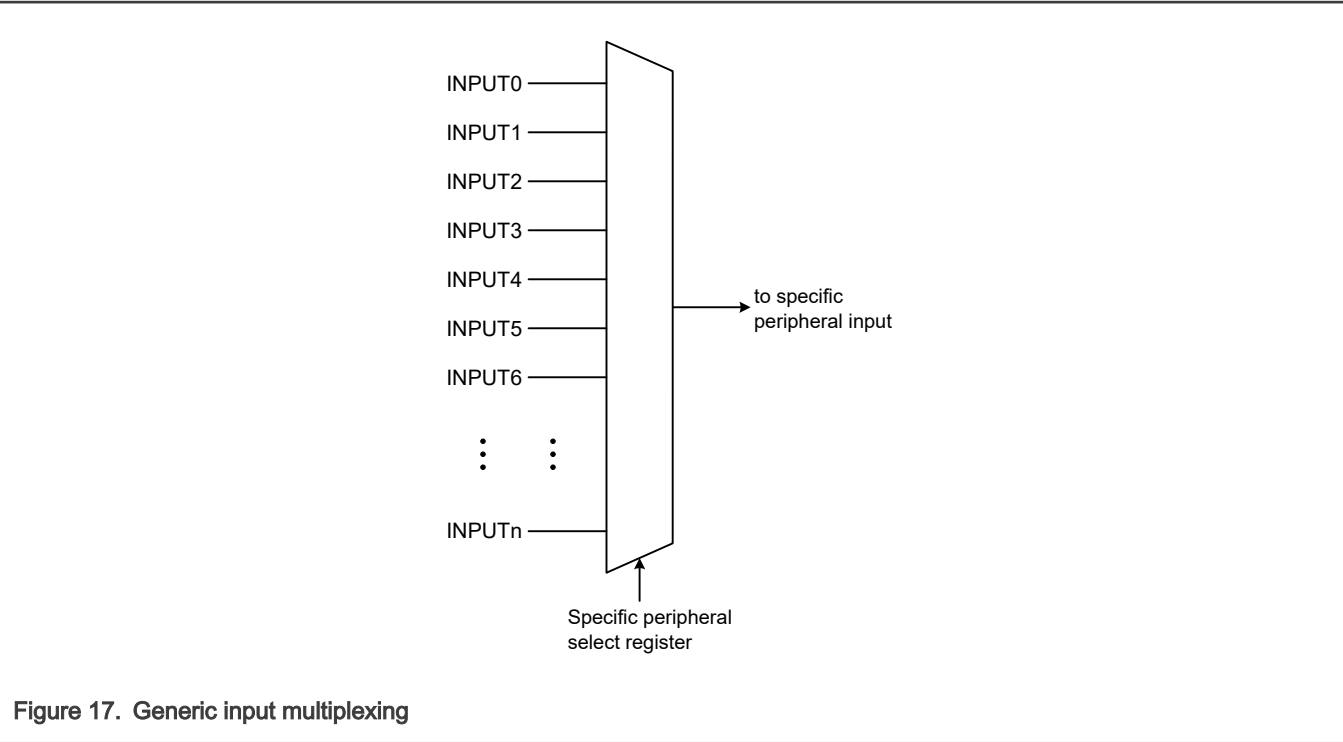 INPUT0
INPUT1
INPUT2
INPUT3
INPUT4
INPUT5
INPUT6
INPUTn
to specific
peripheral input
Specific peripheral
select register
Figure 17. Generic input multiplexing